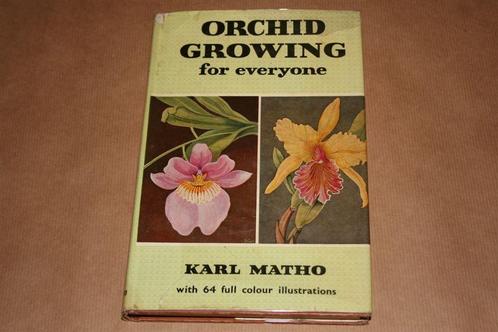 ORCHID
GROWING
for everyone
KARL MATHO
with 64 full colour illustrations